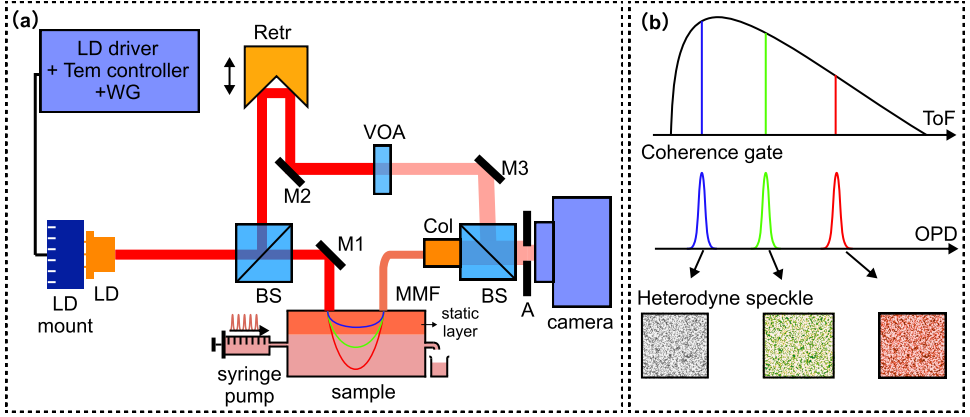 (a)
LD driver
+ Tem controller
+WG
Retr
VOA
M2
M3
Col
M1
BS
LD
mount
LD
MMF
BS
A
camera
static
layer
syringe
pump
sample
(b)
ToF
Coherence gate
OPD
Heterodyne speckle